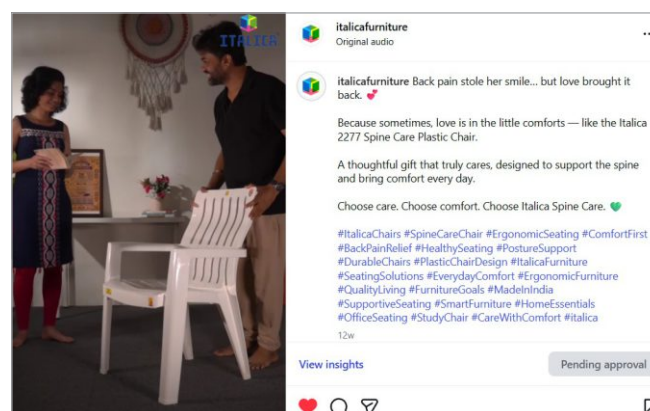 ITALICA
italicafurniture
Original audio
italicafurniture Back pain stole her smile... but love brought it
back. 💕
Because sometimes, love is in the little comforts — like the Italica
2277 Spine Care Plastic Chair.
A thoughtful gift that truly cares, designed to support the spine
and bring comfort every day.
Choose care. Choose comfort. Choose Italica Spine Care. 💚
#ItalicaChairs #SpineCareChair #ErgonomicSeating #ComfortFirst
#BackPainRelief #HealthySeating #PostureSupport
#DurableChairs #PlasticChairDesign #ItalicaFurniture
#SeatingSolutions #EverydayComfort #ErgonomicFurniture
#QualityLiving #FurnitureGoals #MadeInIndia
#SupportiveSeating #SmartFurniture #HomeEssentials
#OfficeSeating #StudyChair #CareWithComfort #italica
12w
View insights
Pending approval